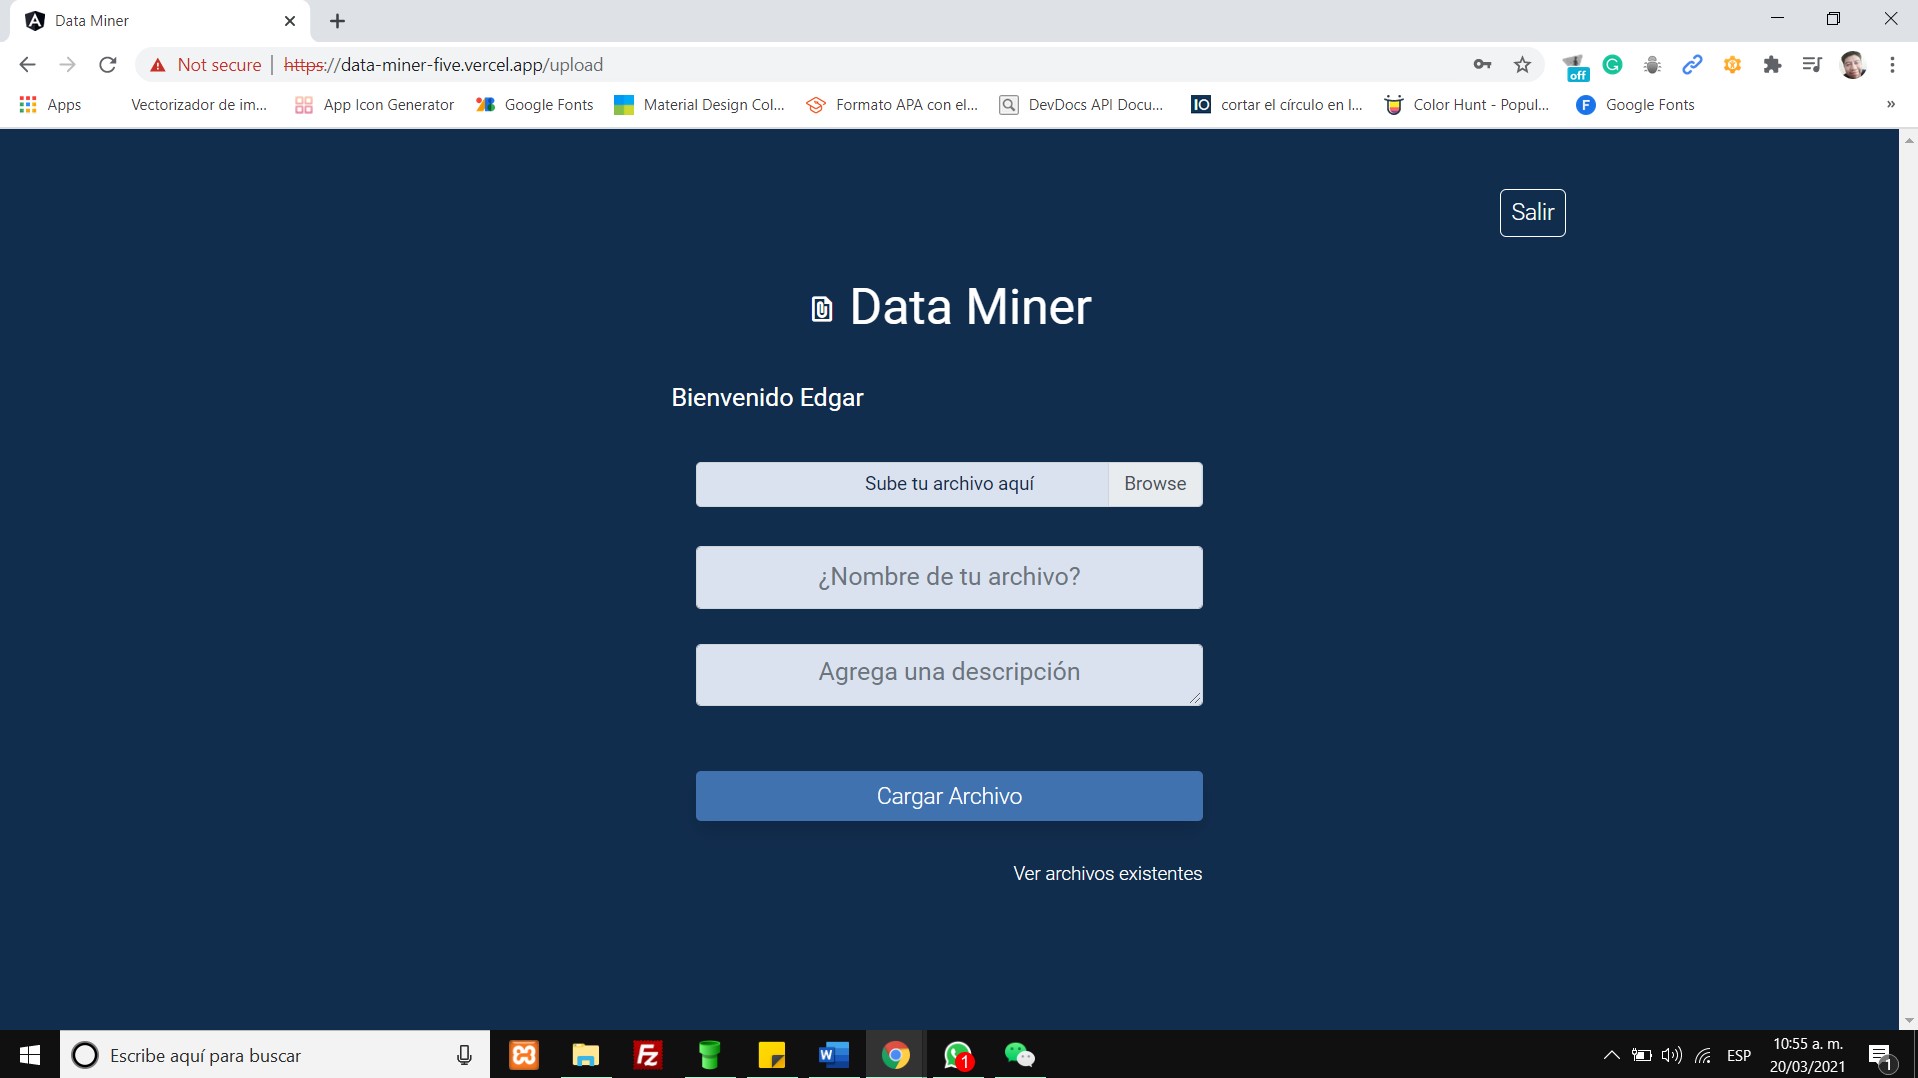 Data Miner
Not secure | https://data-miner-five.vercel.app/upload
off
Apps Vectorizador de im... App Icon Generator Google Fonts Material Design Col... Formato APA con el... DevDocs API Docu... IO cortar el círculo en l... Color Hunt - Popul... F Google Fonts »
Salir
Data Miner
Bienvenido Edgar
Sube tu archivo aquí Browse
¿Nombre de tu archivo?
Agrega una descripción
Cargar Archivo
Ver archivos existentes
Escribe aquí para buscar
Fz
W
1
ESP
10:55 a. m.
20/03/2021
1